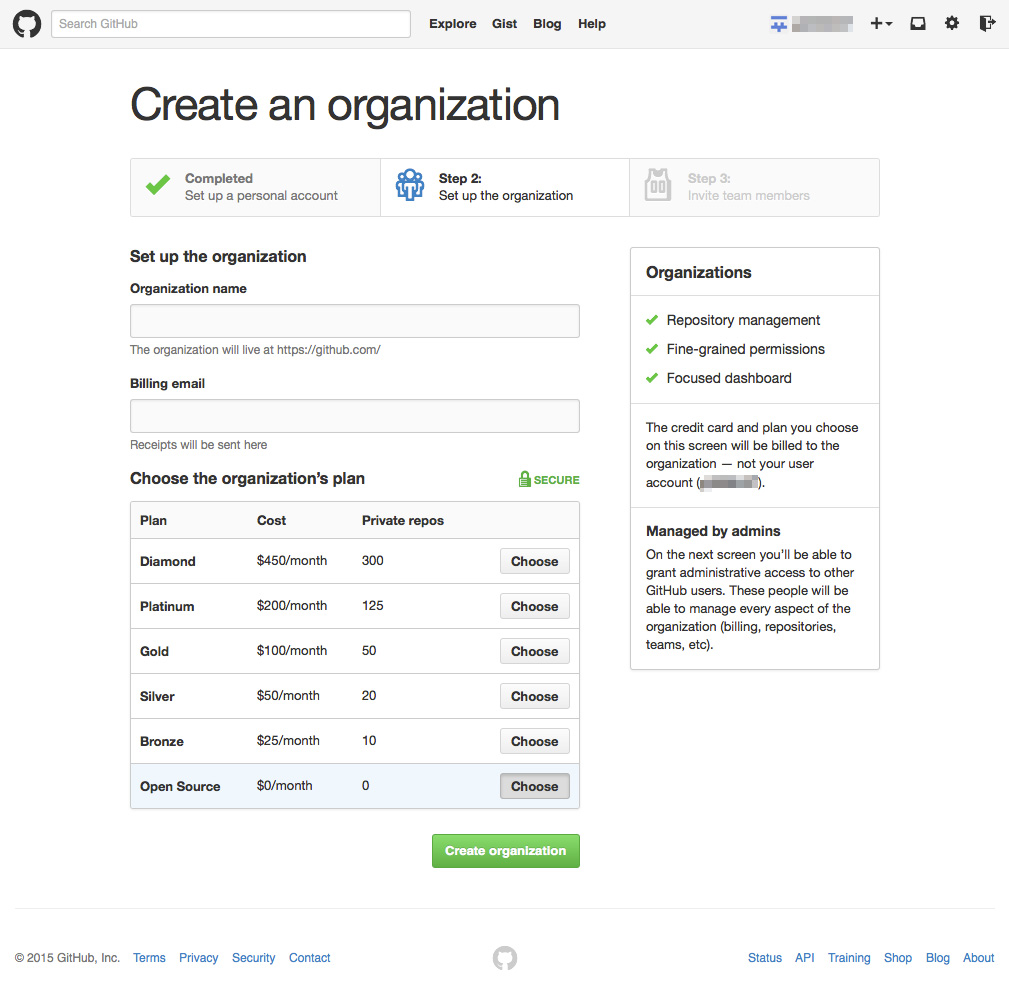 Search GitHub Explore Gist Blog Help
Create an organization
Completed
Set up a personal account
Step 2:
Set up the organization
Step 3:
Invite team members
Set up the organization
Organization name
The organization will live at https://github.com/
Billing email
Receipts will be sent here
Choose the organization’s plan SECURE
Plan Cost Private repos
Diamond $450/month 300 Choose
Platinum $200/month 125 Choose
Gold $100/month 50 Choose
Silver $50/month 20 Choose
Bronze $25/month 10 Choose
Open Source $0/month 0 Choose
Create organization
Organizations
Repository management
Fine-grained permissions
Focused dashboard
The credit card and plan you choose
on this screen will be billed to the
organization — not your user
account ( ).
Managed by admins
On the next screen you’ll be able to
grant administrative access to other
GitHub users. These people will be
able to manage every aspect of the
organization (billing, repositories,
teams, etc).
© 2015 GitHub, Inc. Terms Privacy Security Contact Status API Training Shop Blog About